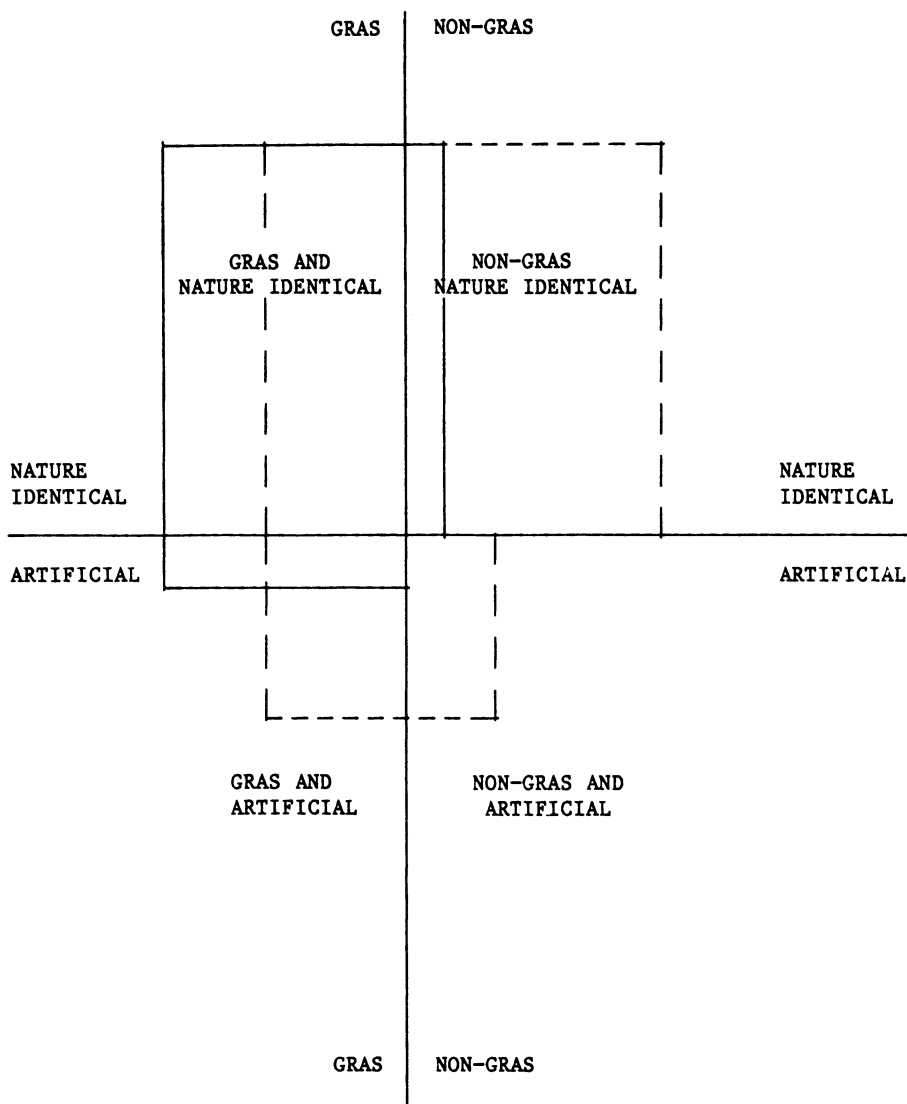 GRAS NON-GRAS
GRAS AND
NATURE IDENTICAL
NON-GRAS
NATURE IDENTICAL
NATURE
IDENTICAL
NATURE
IDENTICAL
ARTIFICIAL
ARTIFICIAL
GRAS AND
ARTIFICIAL
NON-GRAS AND
ARTIFICIAL
GRAS NON-GRAS